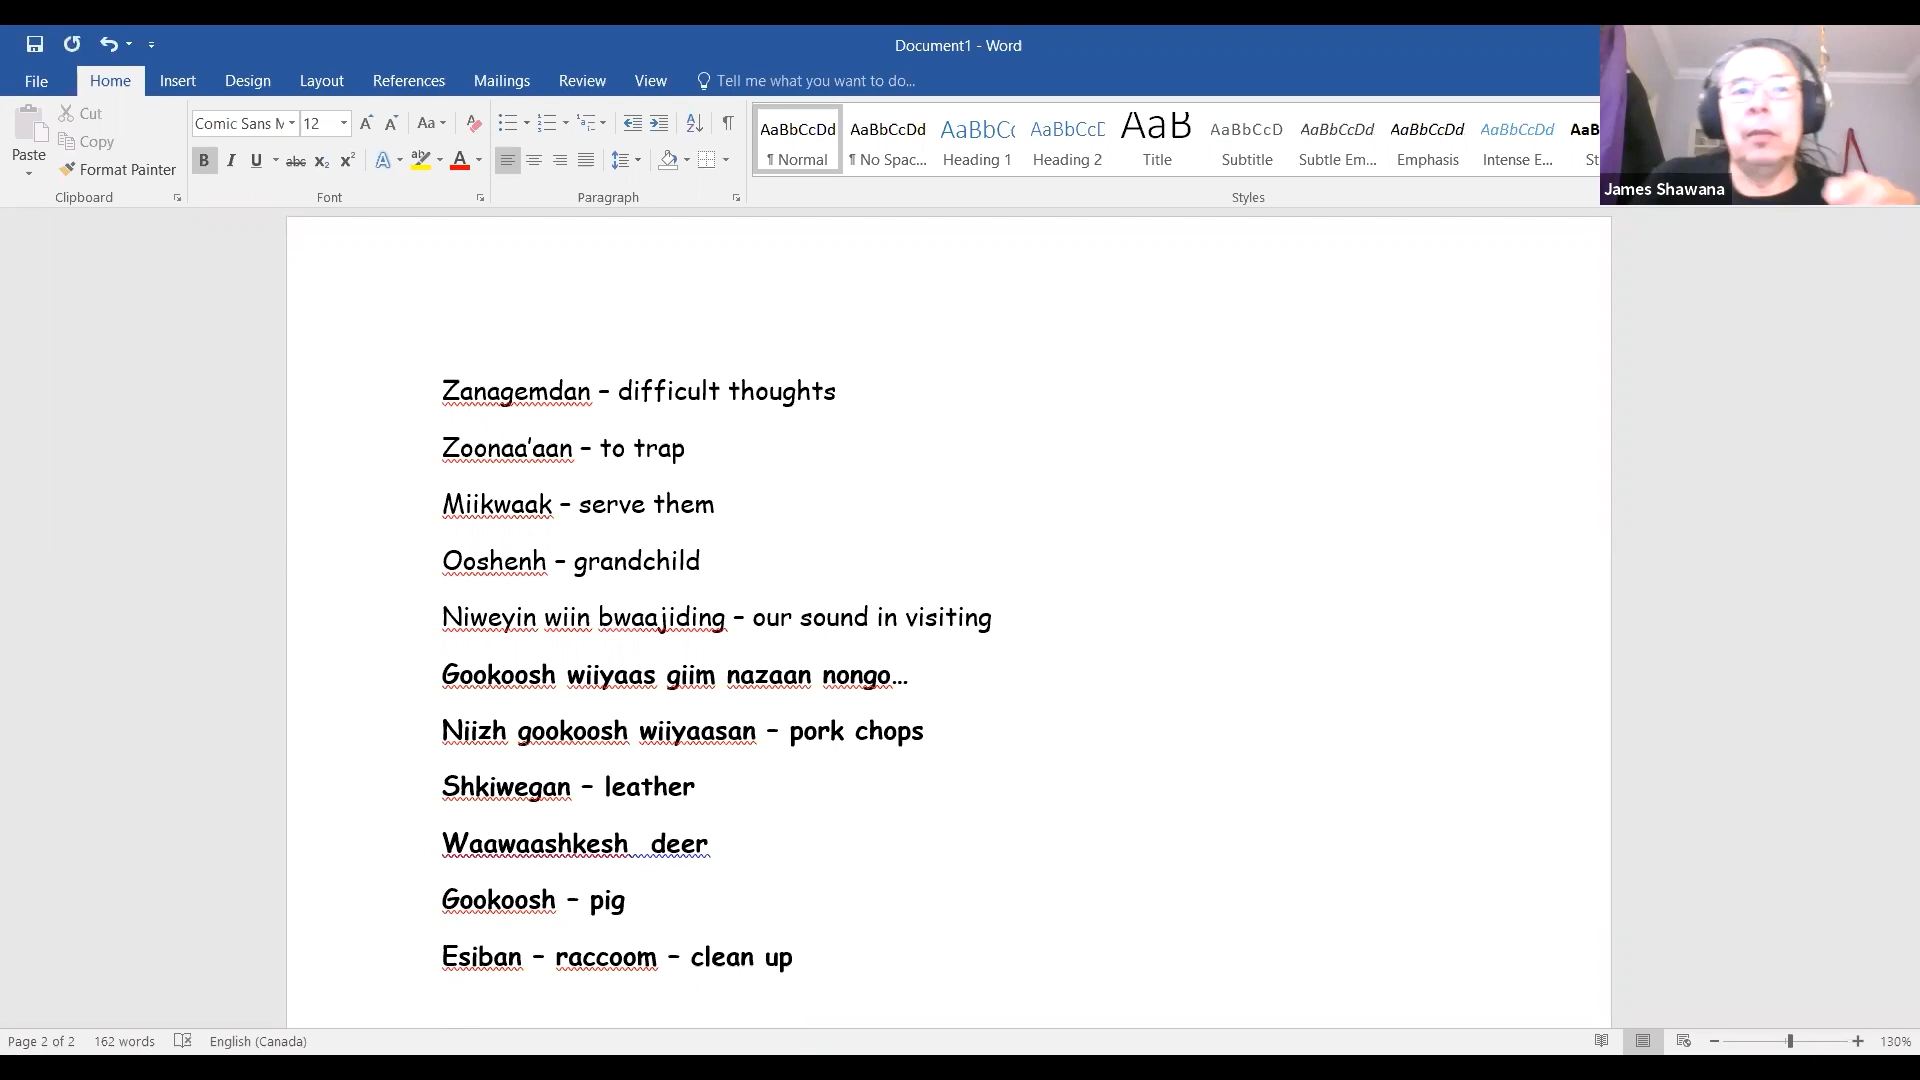 Document1 - Word
File Home Insert Design Layout References Mailings Review View Tell me what you want to do...
Paste Cut Copy Format Painter
Comic Sans M 12
AaBbCcDd AaBbCcDd AaBbCc AaBbCcD AaB AaBbCcD AaBbCcDd AaBbCcDd AaBbCcDd AaB
¶ Normal ¶ No Spac... Heading 1 Heading 2 Title Subtitle Subtle Em... Emphasis Intense E... St
Clipboard Font Paragraph Styles
James Shawana
Zanagemdan – difficult thoughts
Zoonaa’aan – to trap
Miikwaak – serve them
Ooshenh – grandchild
Niweyin wiin bwaajiding – our sound in visiting
Gookoosh wiiyaas giim nazaan nongo…
Niizh gookoosh wiiyaasan – pork chops
Shkiwegan – leather
Waawaashkesh deer
Gookoosh – pig
Esiban – raccoom – clean up
Page 2 of 2 162 words English (Canada) 130%